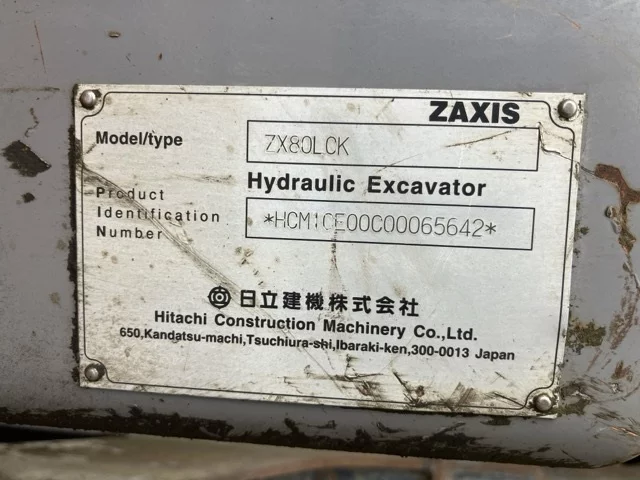 ZAXIS
Model/type ZX80LCK
Hydraulic Excavator
Product
Identification
Number
*HCM1CE00C00065642*
日立建機株式会社
Hitachi Construction Machinery Co.,Ltd.
650,Kandatsu-machi,Tsuchiura-shi,Ibaraki-ken,300-0013 Japan